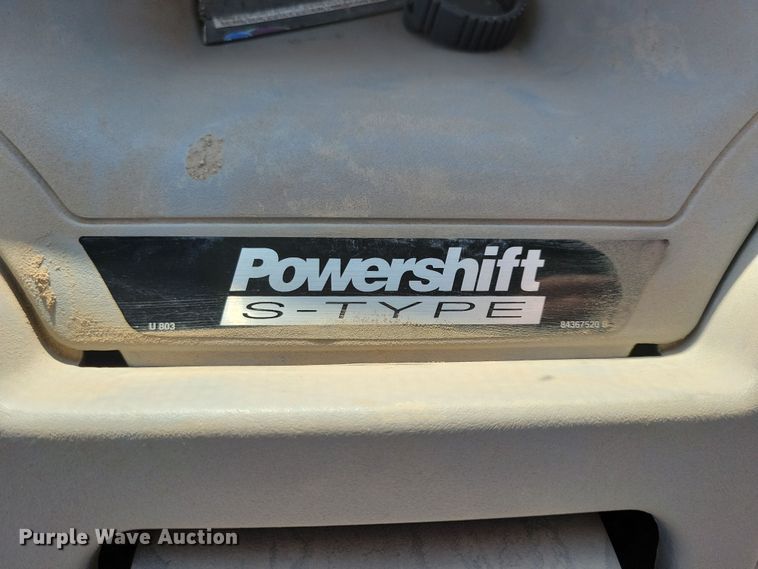 Powershift
S-TYPE
U 803
84367520 B
Purple Wave Auction®